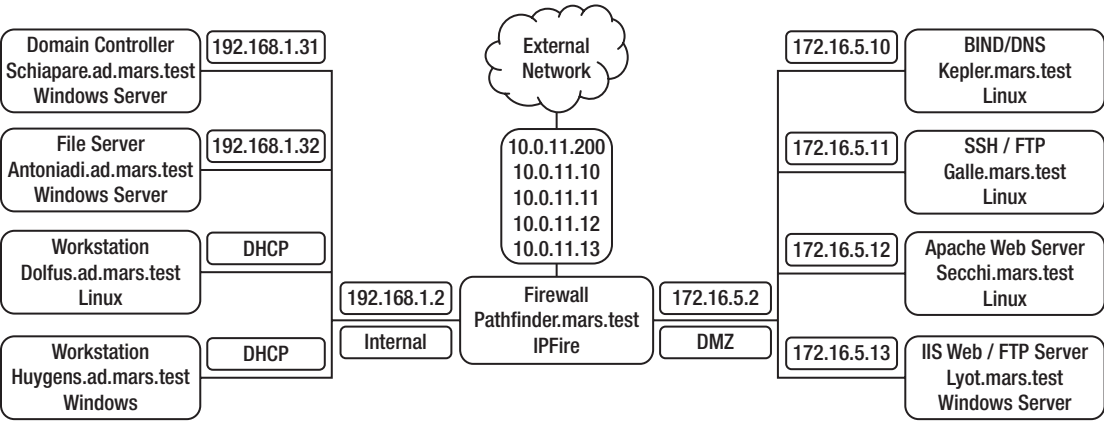 Domain Controller
Schiapare.ad.mars.test
Windows Server
192.168.1.31
File Server
Antoniadi.ad.mars.test
Windows Server
192.168.1.32
Workstation
Dolfus.ad.mars.test
Linux
DHCP
Workstation
Huygens.ad.mars.test
Windows
DHCP
192.168.1.2
Internal
External
Network
10.0.11.200
10.0.11.10
10.0.11.11
10.0.11.12
10.0.11.13
Firewall
Pathfinder.mars.test
IPFire
172.16.5.2
DMZ
172.16.5.10
BIND/DNS
Kepler.mars.test
Linux
172.16.5.11
SSH / FTP
Galle.mars.test
Linux
172.16.5.12
Apache Web Server
Secchi.mars.test
Linux
172.16.5.13
IIS Web / FTP Server
Lyot.mars.test
Windows Server